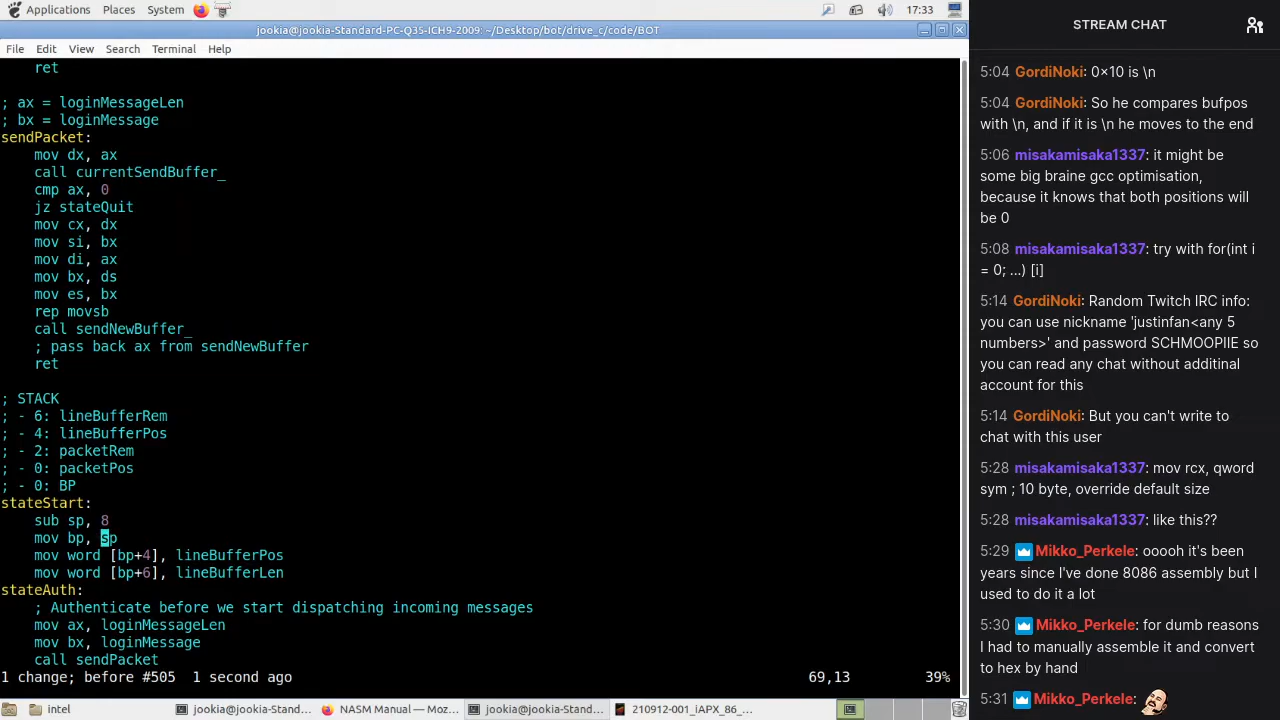 Applications Places System 17:33
jookia@jookia-Standard-PC-Q35-ICH9-2009: ~/Desktop/bot/drive_c/code/BOT
File Edit View Search Terminal Help
ret
; ax = loginMessageLen
; bx = loginMessage
sendPacket:
mov dx, ax
call currentSendBuffer_
cmp ax, 0
jz stateQuit
mov cx, dx
mov si, bx
mov di, ax
mov bx, ds
mov es, bx
rep movsb
call sendNewBuffer_
; pass back ax from sendNewBuffer
ret
; STACK
; - 6: lineBufferRem
; - 4: lineBufferPos
; - 2: packetRem
; - 0: packetPos
; - 0: BP
stateStart:
sub sp, 8
mov bp, sp
mov word [bp+4], lineBufferPos
mov word [bp+6], lineBufferLen
stateAuth:
; Authenticate before we start dispatching incoming messages
mov ax, loginMessageLen
mov bx, loginMessage
call sendPacket
1 change; before #505 1 second ago 69,13 39%
intel jookia@jookia-Stand... NASM Manual — Moz... jookia@jookia-Stand... 210912-001_iAPX_86_...
STREAM CHAT
5:04 GordiNoki: 0x10 is \n
5:04 GordiNoki: So he compares bufpos
with \n, and if it is \n he moves to the end
5:06 misakamisaka1337: it might be
some big braine gcc optimisation,
because it knows that both positions will
be 0
5:08 misakamisaka1337: try with for(int i
= 0; ...) [i]
5:14 GordiNoki: Random Twitch IRC info:
you can use nickname 'justinfan<any 5
numbers>' and password SCHMOOPIIE so
you can read any chat without additinal
account for this
5:14 GordiNoki: But you can't write to
chat with this user
5:28 misakamisaka1337: mov rcx, qword
sym ; 10 byte, override default size
5:28 misakamisaka1337: like this??
5:29 Mikko_Perkele: ooooh it's been
years since I've done 8086 assembly but I
used to do it a lot
5:30 Mikko_Perkele: for dumb reasons
I had to manually assemble it and convert
to hex by hand
5:31 Mikko_Perkele: